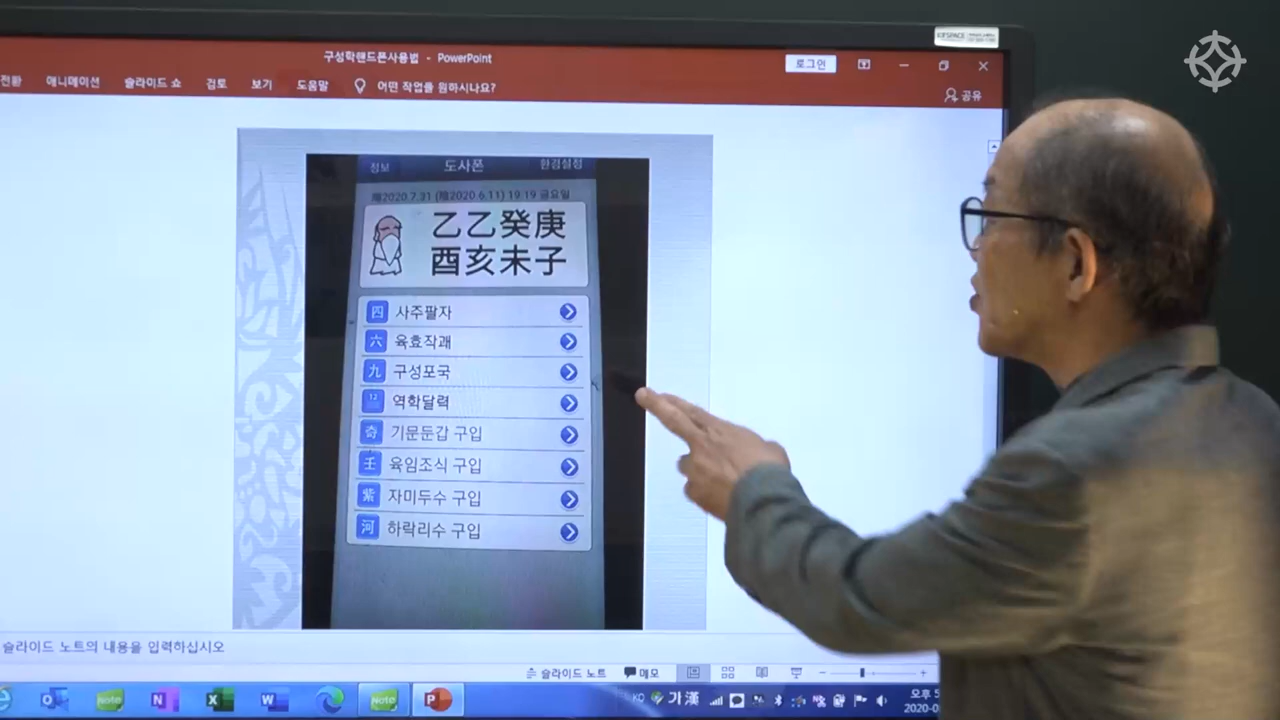 구성학핸드폰사용법 - PowerPoint
로그인
전환 애니메이션 슬라이드 쇼 검토 보기 도움말 어떤 작업을 원하시나요?
공유
정보 도사폰 환경설정
陽2020.7.31 (陰2020.6.11) 19:19 금요일
乙乙癸庚
酉亥未子
四 사주팔자
六 육효작괘
九 구성포국
12 역학달력
奇 기문둔갑 구입
壬 육임조식 구입
紫 자미두수 구입
河 하락리수 구입
슬라이드 노트의 내용을 입력하십시오
슬라이드 노트 메모
가 漢
오후 5
2020-0